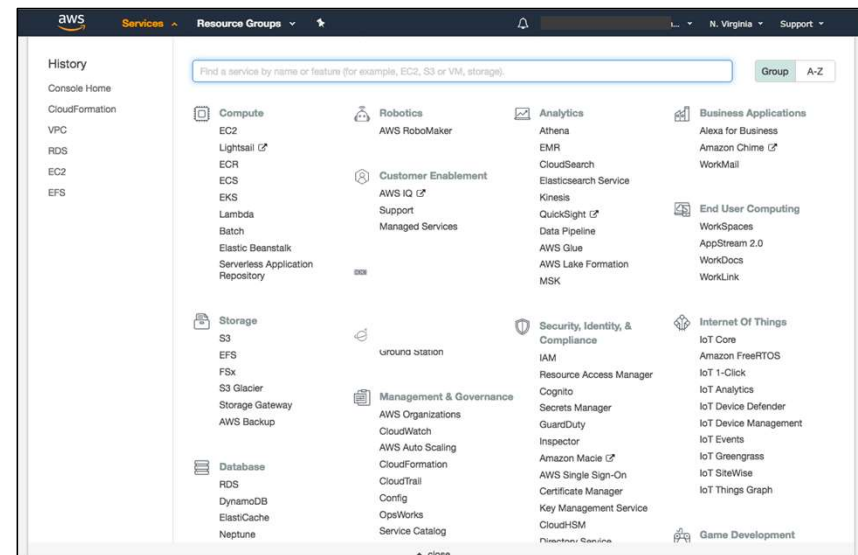 aws
Services
Resource Groups
N. Virginia
Support
History
Console Home
CloudFormation
VPC
RDS
EC2
EFS
Find a service by name or feature (for example, EC2, S3 or VM, storage).
Group
A-Z
Compute
EC2
Lightsail
ECR
ECS
EKS
Lambda
Batch
Elastic Beanstalk
Serverless Application
Repository
Storage
S3
EFS
FSx
S3 Glacier
Storage Gateway
AWS Backup
Database
RDS
DynamoDB
ElastiCache
Neptune
Robotics
AWS RoboMaker
Customer Enablement
AWS IQ
Support
Managed Services
Ground Station
Management & Governance
AWS Organizations
CloudWatch
AWS Auto Scaling
CloudFormation
CloudTrail
Config
OpsWorks
Service Catalog
Analytics
Athena
EMR
CloudSearch
Elasticsearch Service
Kinesis
QuickSight
Data Pipeline
AWS Glue
AWS Lake Formation
MSK
Security, Identity, &
Compliance
IAM
Resource Access Manager
Cognito
Secrets Manager
GuardDuty
Inspector
Amazon Macie
AWS Single Sign-On
Certificate Manager
Key Management Service
CloudHSM
Directory Service
Business Applications
Alexa for Business
Amazon Chime
WorkMail
End User Computing
WorkSpaces
AppStream 2.0
WorkDocs
WorkLink
Internet Of Things
IoT Core
Amazon FreeRTOS
IoT 1-Click
IoT Analytics
IoT Device Defender
IoT Device Management
IoT Events
IoT Greengrass
IoT SiteWise
IoT Things Graph
Game Development
close